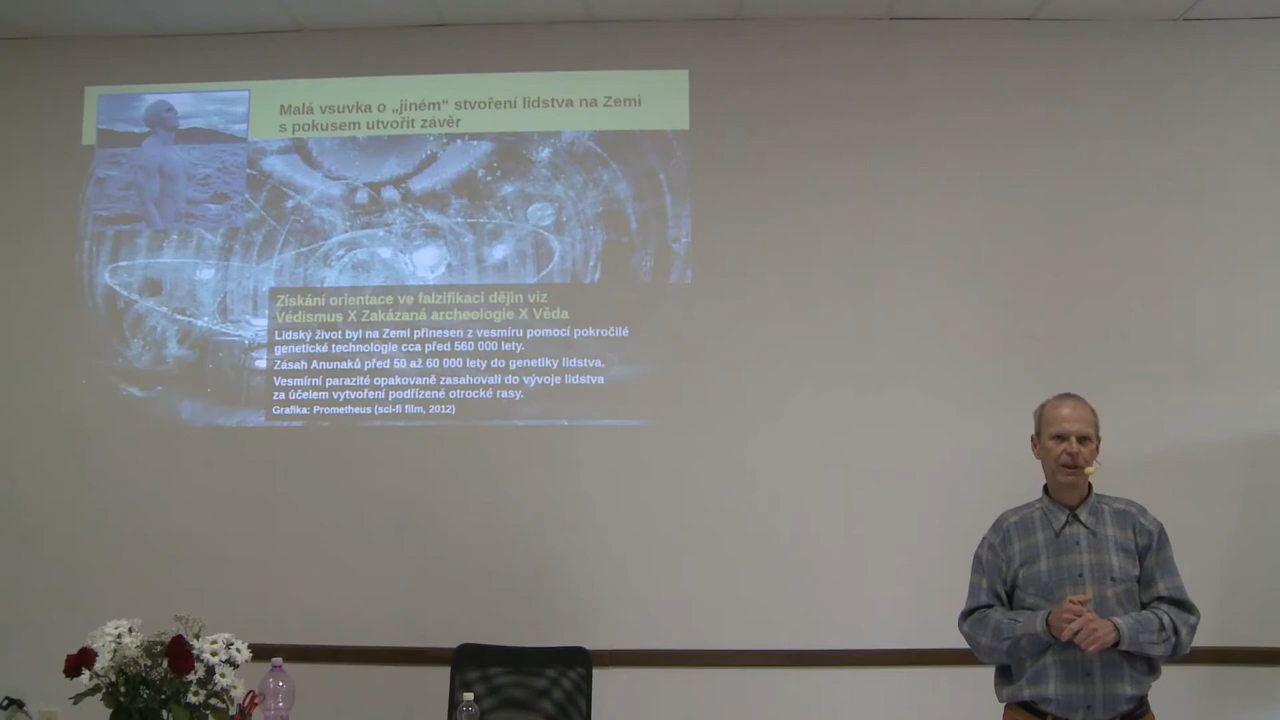 Malá vsuvka o „jiném“ stvoření lidstva na Zemi
s pokusem utvořit závěr
Získání orientace ve falzifikaci dějin viz
Védismus X Zakázaná archeologie X Věda
Lidský život byl na Zemi přinesen z vesmíru pomocí pokročilé
genetické technologie cca před 560 000 lety.
Zásah Anunaků před 50 až 60 000 lety do genetiky lidstva.
Vesmírní parazité opakovaně zasahovali do vývoje lidstva
za účelem vytvoření podřízené otrocké rasy.
Grafika: Prometheus (sci-fi film, 2012)